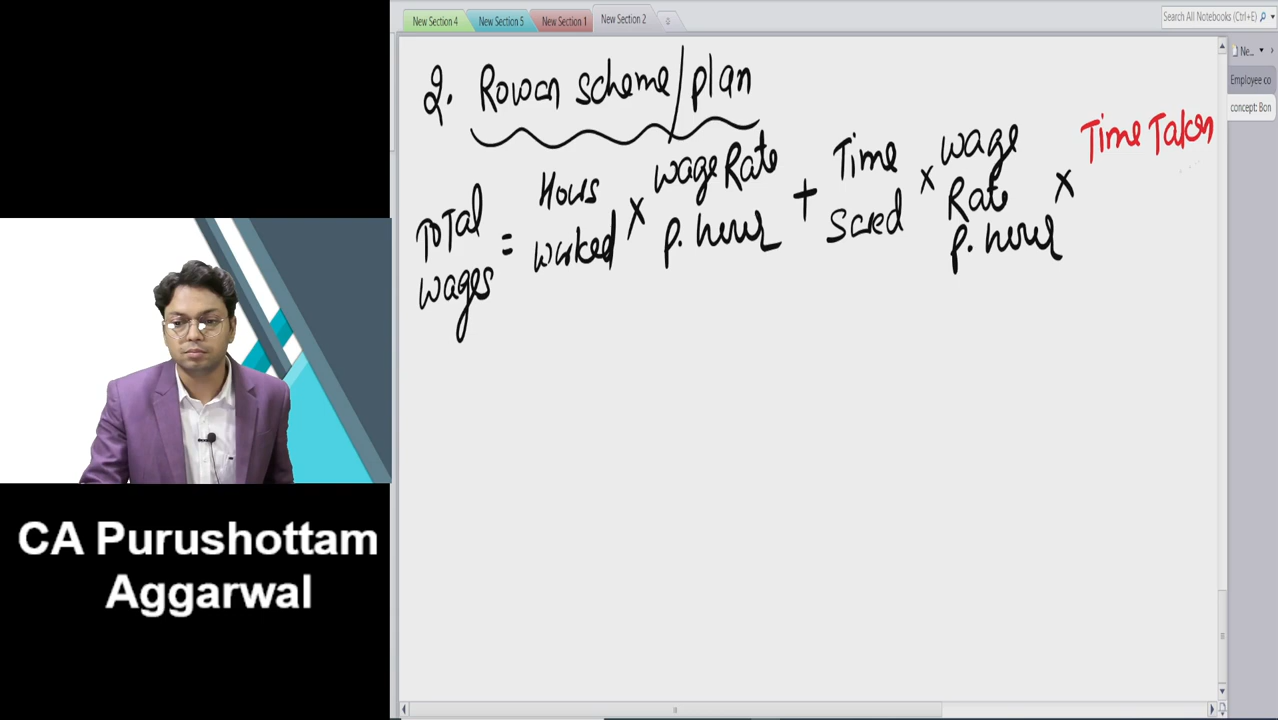 New Section 4 New Section 5 New Section 1 New Section 2
Search All Notebooks (Ctrl+E)
Ne...
Employee co
concept: Bon
2. Rowan scheme/plan
Total wages = Hours worked × wage Rate p. hour + Time Saved × wage Rate p. hour × Time Taken
CA Purushottam
Aggarwal